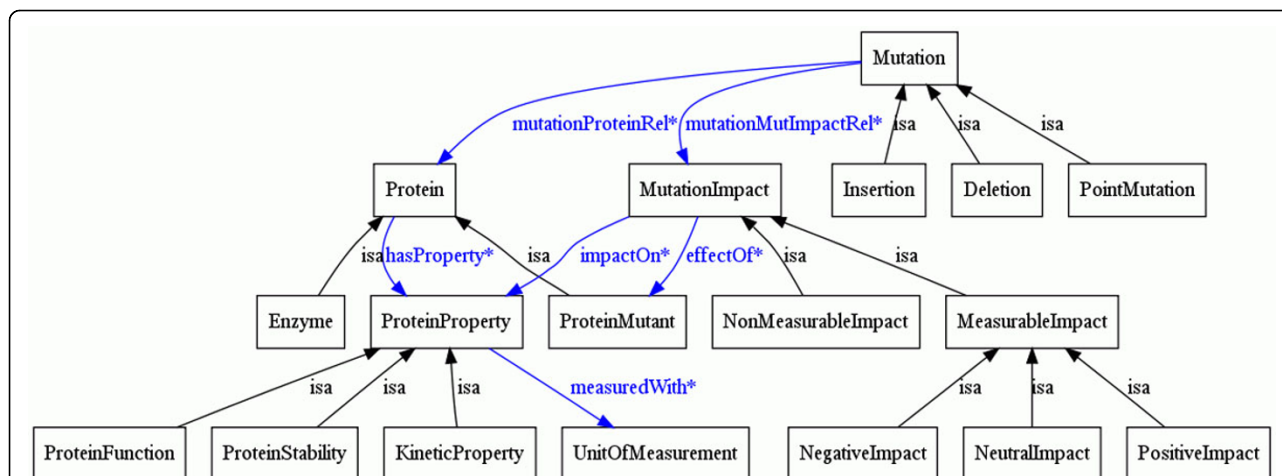 Mutation
mutationProteinRel* mutationMutImpactRel* isa isa isa
Protein MutationImpact Insertion Deletion PointMutation
isa hasProperty* isa impactOn* effectOf* isa isa
Enzyme ProteinProperty ProteinMutant NonMeasurableImpact MeasurableImpact
isa isa isa measuredWith* isa isa isa
ProteinFunction ProteinStability KineticProperty UnitOfMeasurement NegativeImpact NeutralImpact PositiveImpact